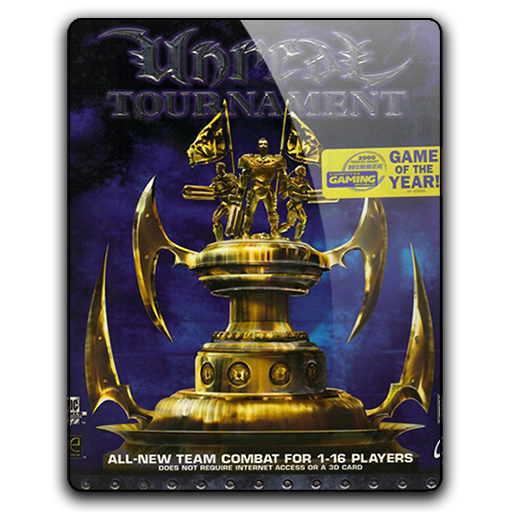 Unreal
TOURNAMENT
2000
WINNER
GAMING
GAME
OF THE
YEAR!
ALL-NEW TEAM COMBAT FOR 1-16 PLAYERS
DOES NOT REQUIRE INTERNET ACCESS OR A 3D CARD